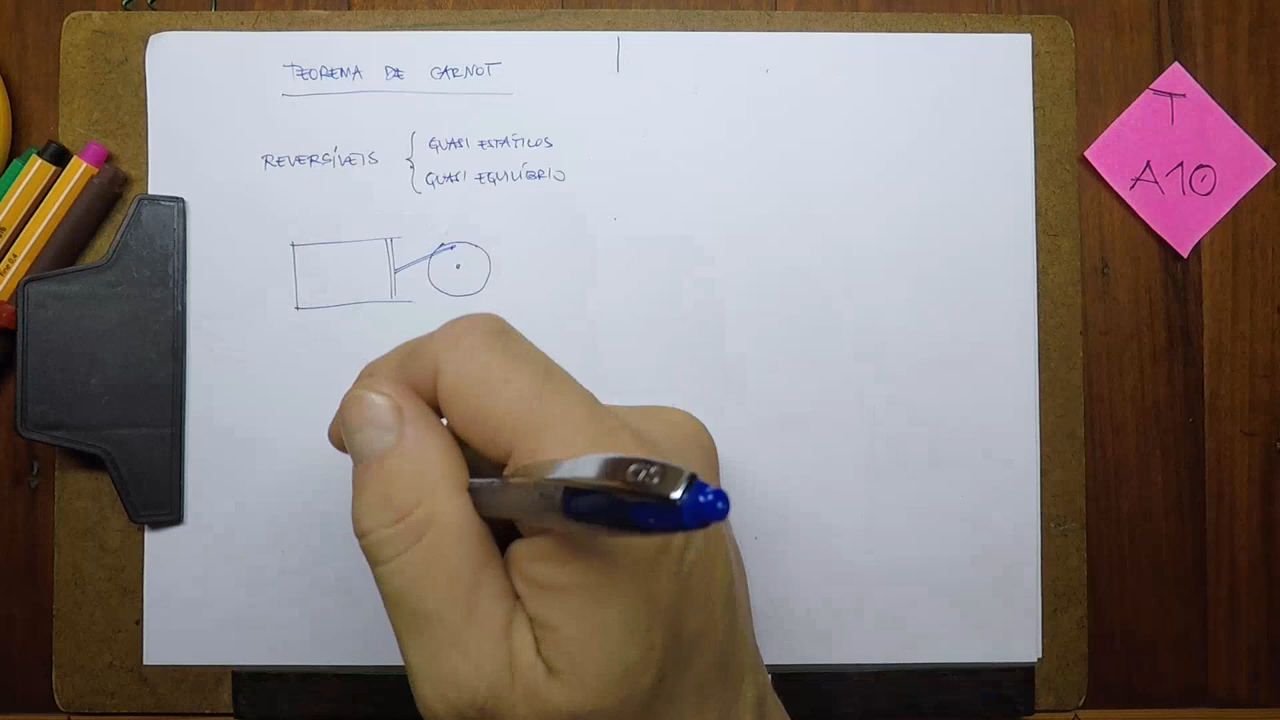 TEOREMA DE CARNOT
REVERSÍVEIS
QUASI ESTÁTICOS
QUASI EQUILÍBRIO
T
A10